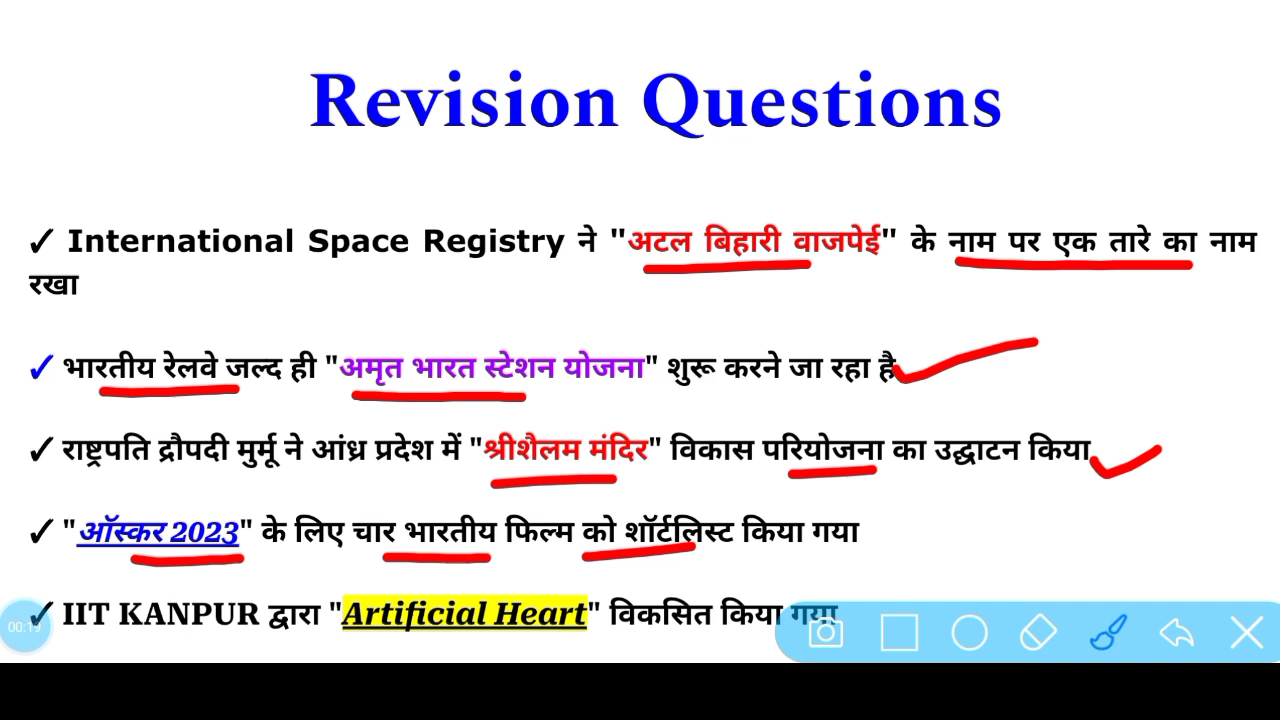 Revision Questions
✓ International Space Registry ने "अटल बिहारी वाजपेई" के नाम पर एक तारे का नाम
रखा
✓ भारतीय रेलवे जल्द ही "अमृत भारत स्टेशन योजना" शुरू करने जा रहा है
✓ राष्ट्रपति द्रौपदी मुर्मू ने आंध्र प्रदेश में "श्रीशैलम मंदिर" विकास परियोजना का उद्घाटन किया
✓ "ऑस्कर 2023" के लिए चार भारतीय फिल्म को शॉर्टलिस्ट किया गया
✓ IIT KANPUR द्वारा "Artificial Heart" विकसित किया गया
00:19